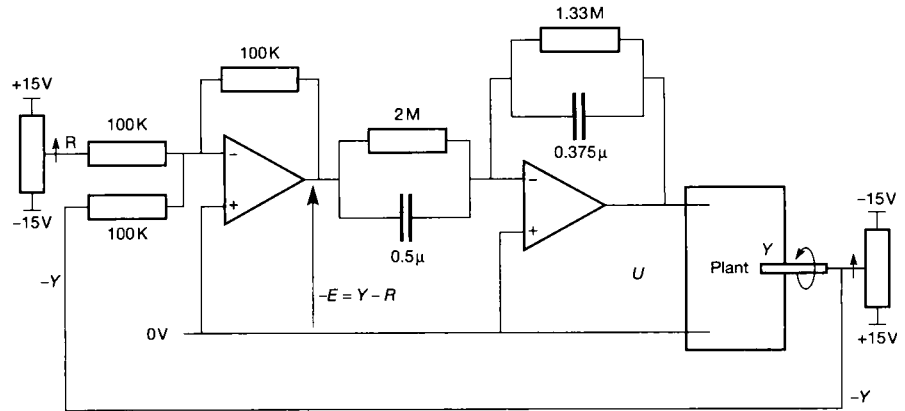 1.33M
100K
+15V
2M
R
100K
0.375µ
−
−
+
+
−15V
100K
0.5µ
−15V
Y
Plant
U
−Y
−E = Y − R
0V
+15V
−Y